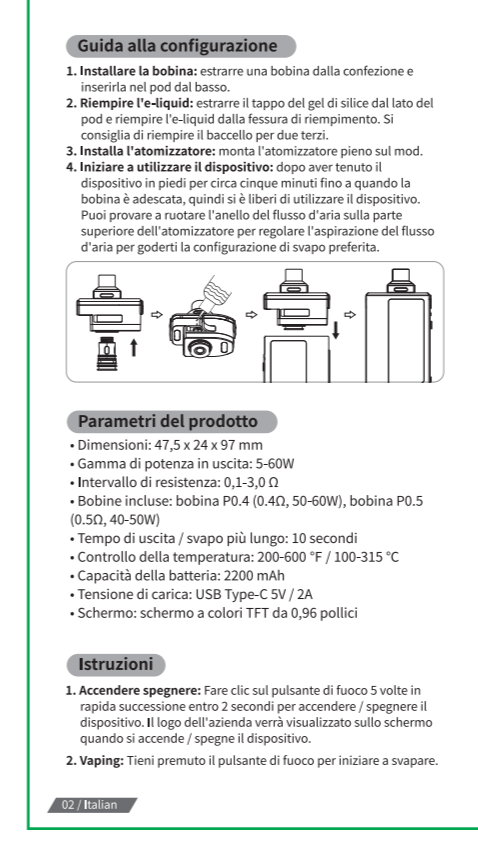 Guida alla configurazione
1. Installare la bobina: estrarre una bobina dalla confezione e
inserirla nel pod dal basso.
2. Riempire l'e-liquid: estrarre il tappo del gel di silice dal lato del
pod e riempire l'e-liquid dalla fessura di riempimento. Si
consiglia di riempire il baccello per due terzi.
3. Installa l'atomizzatore: monta l'atomizzatore pieno sul mod.
4. Iniziare a utilizzare il dispositivo: dopo aver tenuto il
dispositivo in piedi per circa cinque minuti fino a quando la
bobina è adescata, quindi si è liberi di utilizzare il dispositivo.
Puoi provare a ruotare l'anello del flusso d'aria sulla parte
superiore dell'atomizzatore per regolare l'aspirazione del flusso
d'aria per goderti la configurazione di svapo preferita.
Parametri del prodotto
• Dimensioni: 47,5 x 24 x 97 mm
• Gamma di potenza in uscita: 5-60W
• Intervallo di resistenza: 0,1-3,0 Ω
• Bobine incluse: bobina P0.4 (0.4Ω, 50-60W), bobina P0.5
(0.5Ω, 40-50W)
• Tempo di uscita / svapo più lungo: 10 secondi
• Controllo della temperatura: 200-600 °F / 100-315 °C
• Capacità della batteria: 2200 mAh
• Tensione di carica: USB Type-C 5V / 2A
• Schermo: schermo a colori TFT da 0,96 pollici
Istruzioni
1. Accendere spegnere: Fare clic sul pulsante di fuoco 5 volte in
rapida successione entro 2 secondi per accendere / spegnere il
dispositivo. Il logo dell'azienda verrà visualizzato sullo schermo
quando si accende / spegne il dispositivo.
2. Vaping: Tieni premuto il pulsante di fuoco per iniziare a svapare.
02 / Italian